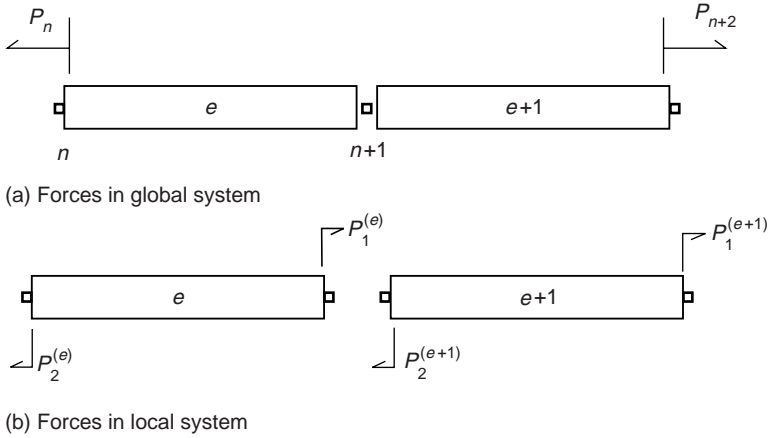 P_n P_{n+2}
e e+1
n n+1
(a) Forces in global system
P_1^{(e)} P_1^{(e+1)}
e e+1
P_2^{(e)} P_2^{(e+1)}
(b) Forces in local system